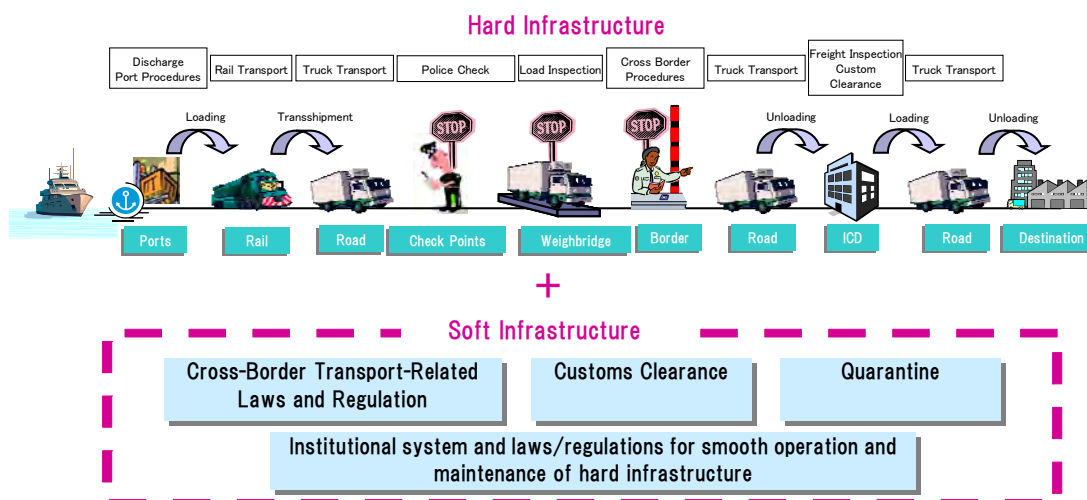 Hard Infrastructure
Discharge
Port Procedures
Rail Transport
Truck Transport
Police Check
Load Inspection
Cross Border
Procedures
Truck Transport
Freight Inspection
Custom
Clearance
Truck Transport
Loading
Transshipment
Unloading
Loading
Unloading
STOP
STOP
STOP
Ports
Rail
Road
Check Points
Weighbridge
Border
Road
ICD
Road
Destination
+
Soft Infrastructure
Cross-Border Transport-Related
Laws and Regulation
Customs Clearance
Quarantine
Institutional system and laws/regulations for smooth operation and
maintenance of hard infrastructure